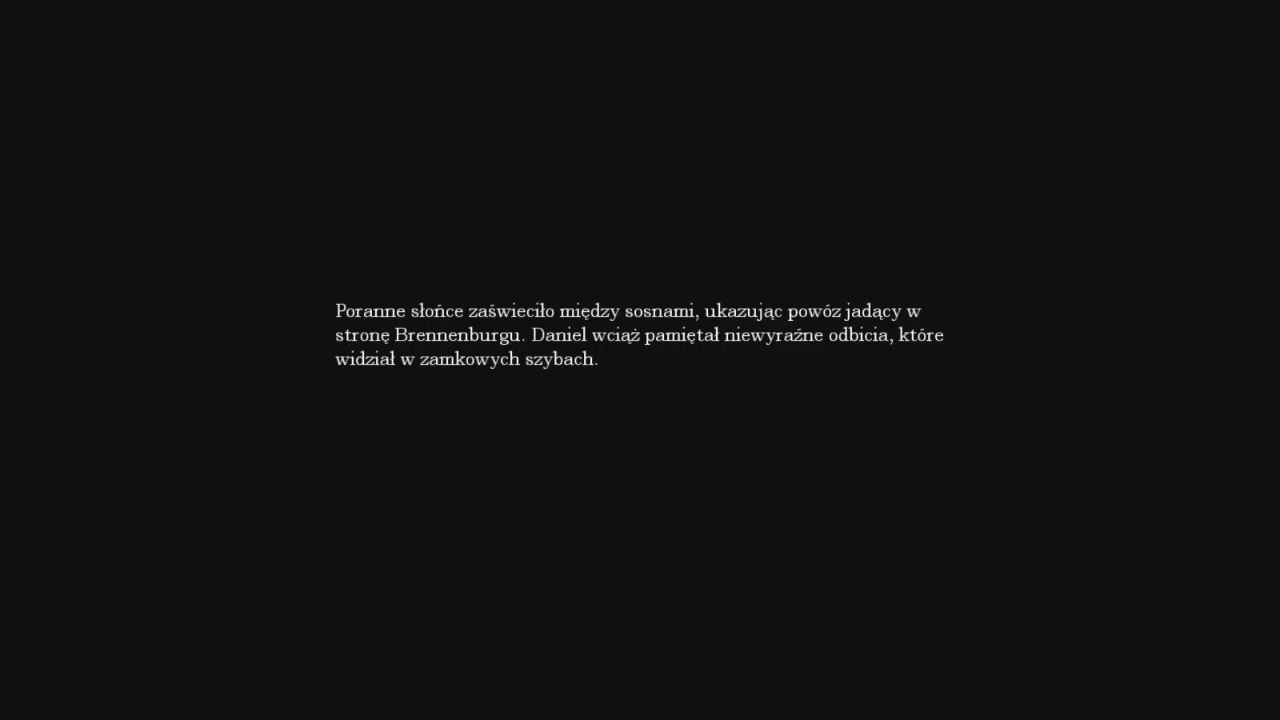 Poranne słońce zaświeciło między sosnami, ukazując powóz jadący w
stronę Brennenburgu. Daniel wciąż pamiętał niewyraźne odbicia, które
widział w zamkowych szybach.